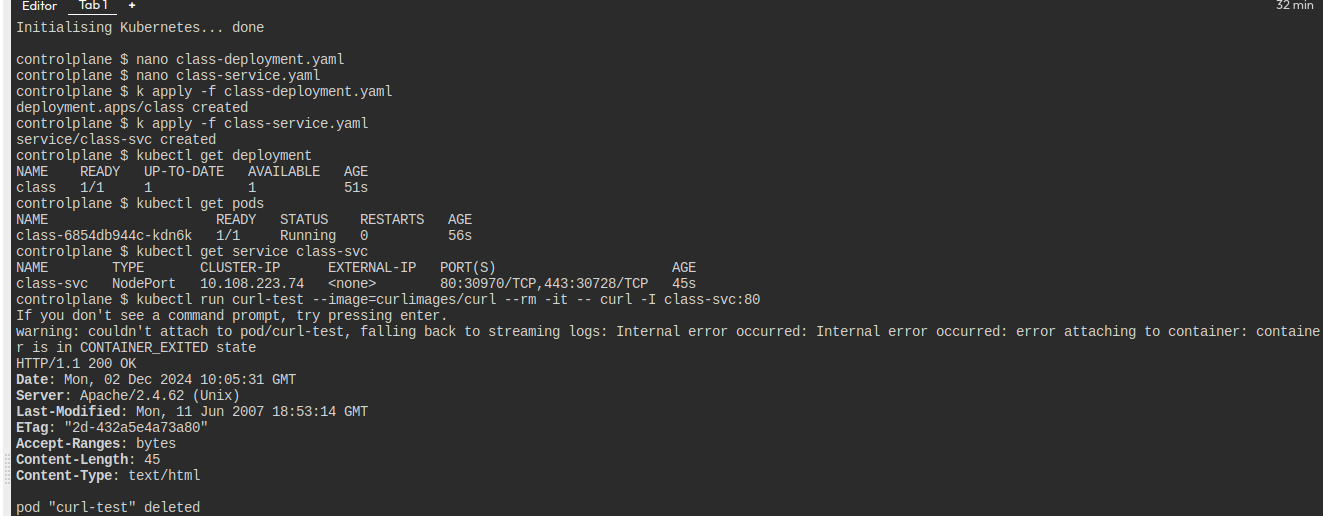 Editor Tab 1 + 32 min
Initialising Kubernetes... done
controlplane $ nano class-deployment.yaml
controlplane $ nano class-service.yaml
controlplane $ k apply -f class-deployment.yaml
deployment.apps/class created
controlplane $ k apply -f class-service.yaml
service/class-svc created
controlplane $ kubectl get deployment
NAME    READY   UP-TO-DATE   AVAILABLE   AGE
class   1/1     1            1           51s
controlplane $ kubectl get pods
NAME                     READY   STATUS    RESTARTS   AGE
class-6854db944c-kdn6k   1/1     Running   0          56s
controlplane $ kubectl get service class-svc
NAME        TYPE       CLUSTER-IP      EXTERNAL-IP   PORT(S)                      AGE
class-svc   NodePort   10.108.223.74   <none>        80:30970/TCP,443:30728/TCP   45s
controlplane $ kubectl run curl-test --image=curlimages/curl --rm -it -- curl -I class-svc:80
If you don't see a command prompt, try pressing enter.
warning: couldn't attach to pod/curl-test, falling back to streaming logs: Internal error occurred: Internal error occurred: error attaching to container: containe
r is in CONTAINER_EXITED state
HTTP/1.1 200 OK
Date: Mon, 02 Dec 2024 10:05:31 GMT
Server: Apache/2.4.62 (Unix)
Last-Modified: Mon, 11 Jun 2007 18:53:14 GMT
ETag: "2d-432a5e4a73a80"
Accept-Ranges: bytes
Content-Length: 45
Content-Type: text/html
pod "curl-test" deleted